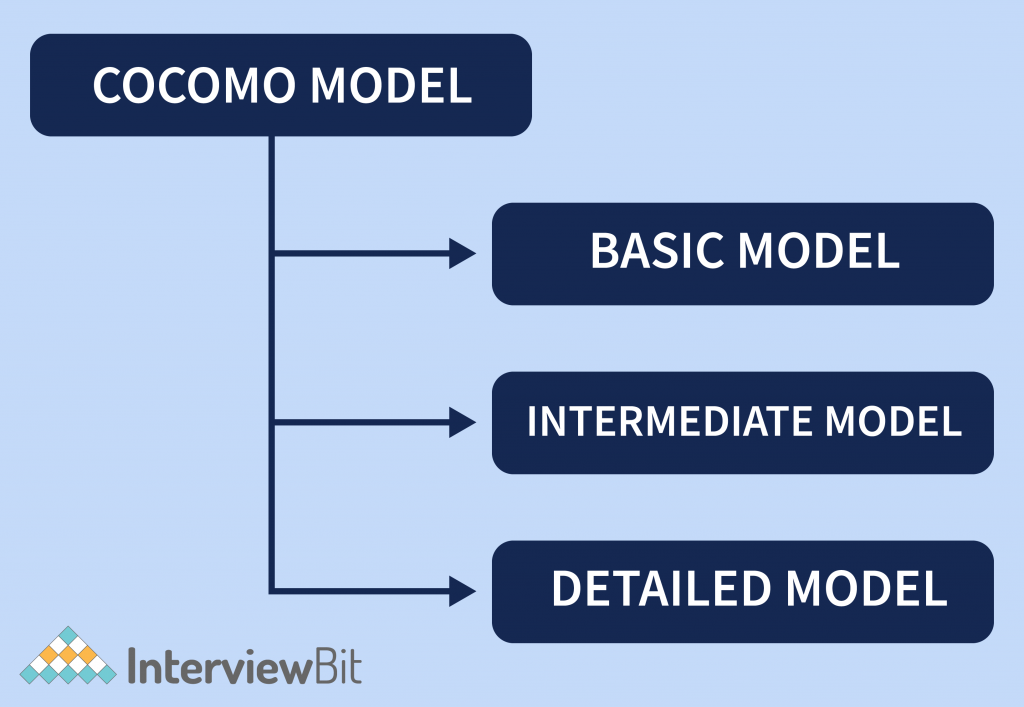 COCOMO MODEL
BASIC MODEL
INTERMEDIATE MODEL
DETAILED MODEL
InterviewBit